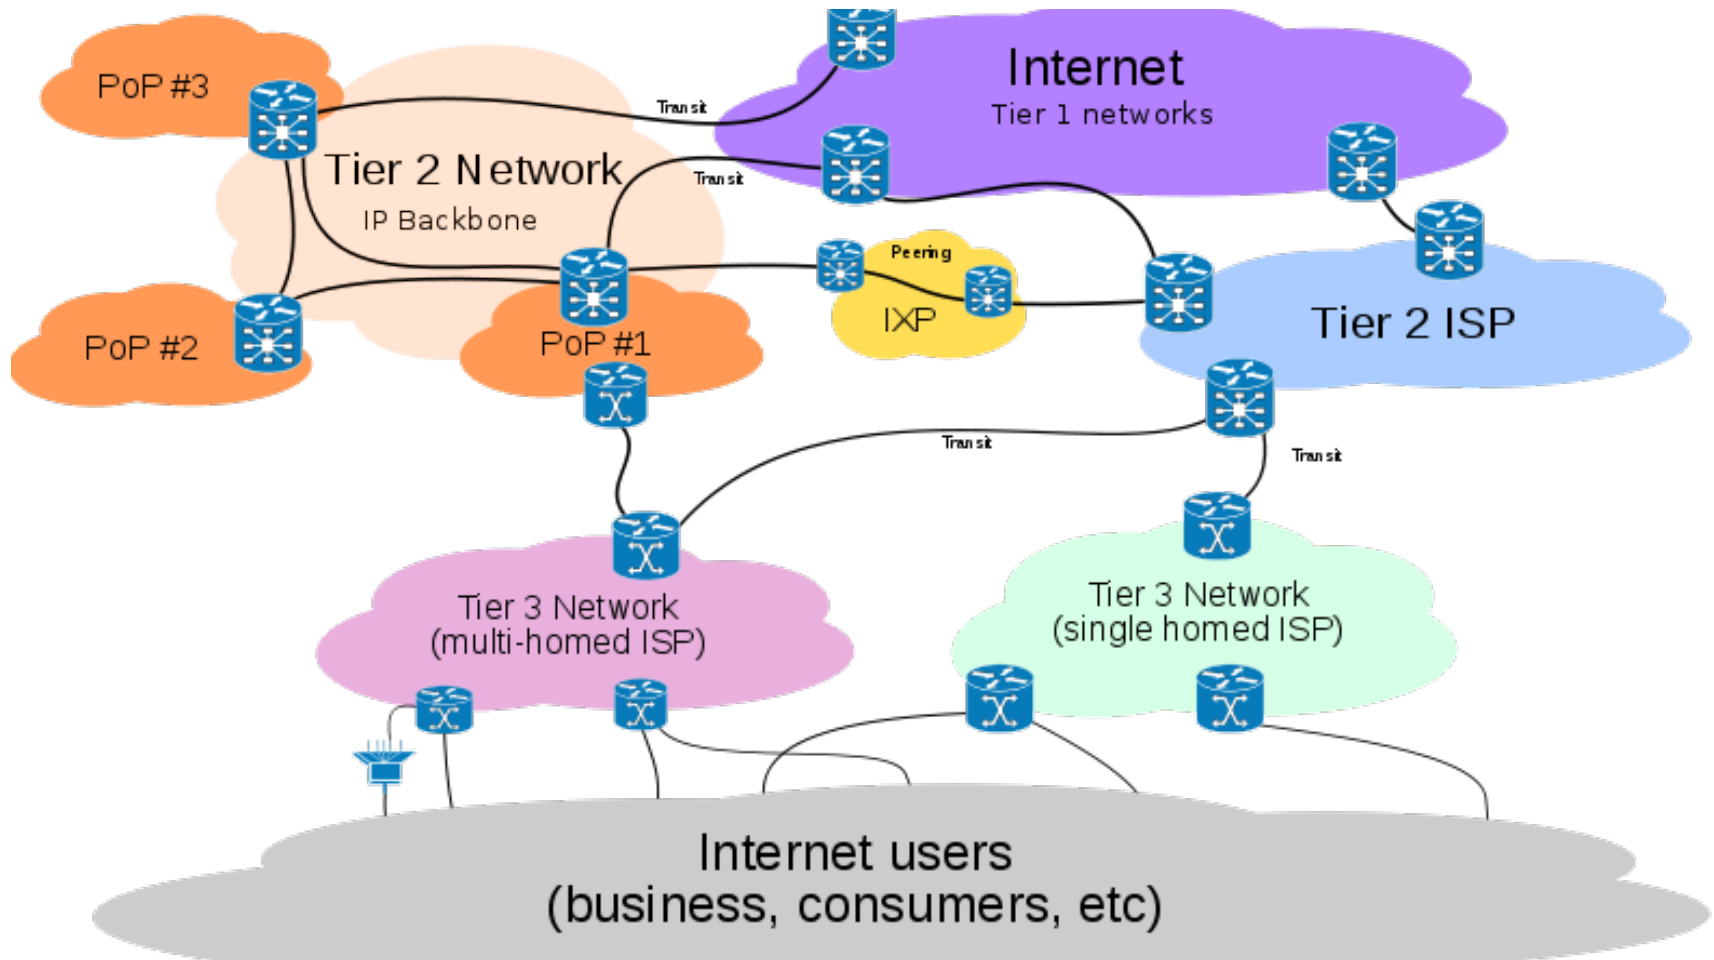 PoP #3
Transit
Internet
Tier 1 networks
Tier 2 Network
IP Backbone
Transit
Peering
IXP
Tier 2 ISP
PoP #2
PoP #1
Transit
Transit
Tier 3 Network
(multi-homed ISP)
Tier 3 Network
(single homed ISP)
Internet users
(business, consumers, etc)